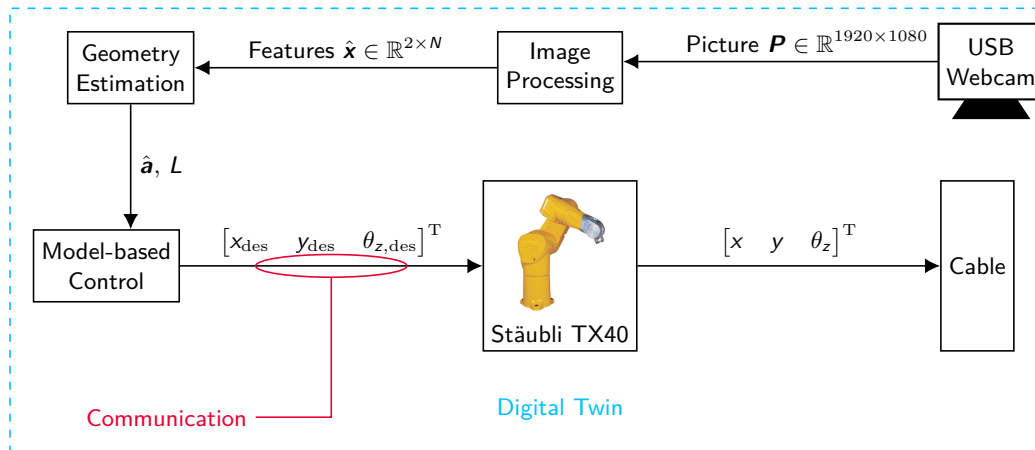 Geometry
Estimation
Features x̂ ∈ ℝ^{2×N}
Image
Processing
Picture P ∈ ℝ^{1920×1080}
USB
Webcam
â, L
Model-based
Control
[x_des y_des θ_{z,des}]^T
Stäubli TX40
[x y θ_z]^T
Cable
Communication
Digital Twin